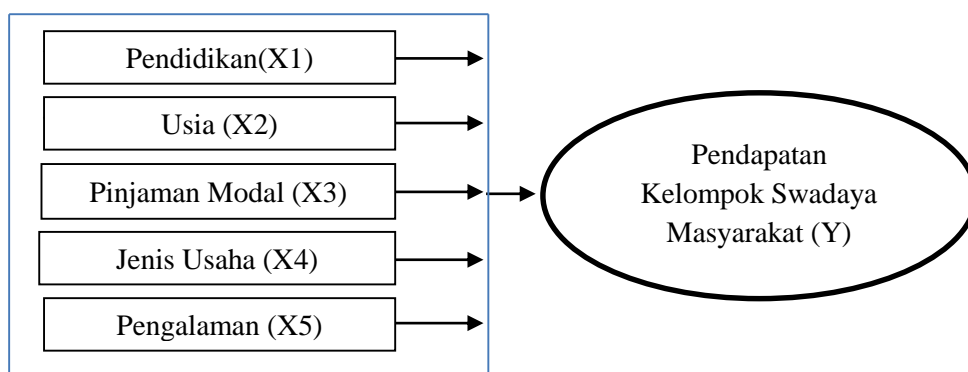 Pendidikan(X1)
Usia (X2)
Pinjaman Modal (X3)
Jenis Usaha (X4)
Pengalaman (X5)
Pendapatan
Kelompok Swadaya
Masyarakat (Y)